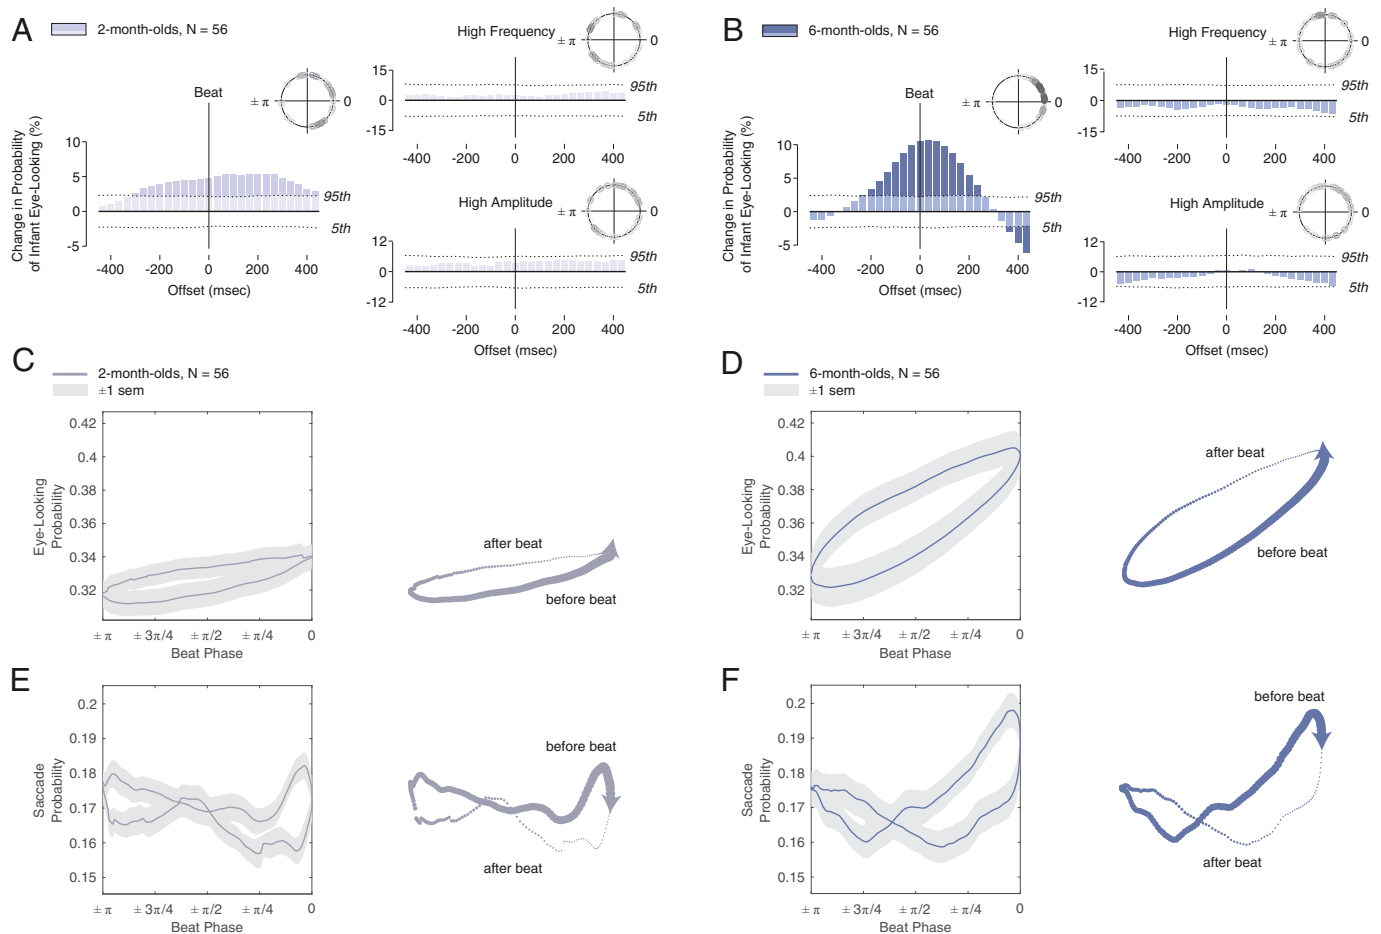 A
2-month-olds, N = 56
Beat
± π
0
Change in Probability
of Infant Eye-Looking (%)
10
5
0
-5
95th
5th
-400
-200
0
200
400
Offset (msec)
High Frequency
± π
0
15
0
-15
95th
5th
-400
-200
0
200
400
High Amplitude
± π
0
12
0
-12
95th
5th
-400
-200
0
200
400
Offset (msec)
B
6-month-olds, N = 56
Beat
± π
0
Change in Probability
of Infant Eye-Looking (%)
10
5
0
-5
95th
5th
-400
-200
0
200
400
Offset (msec)
High Frequency
± π
0
15
0
-15
95th
5th
-400
-200
0
200
400
High Amplitude
± π
0
12
0
-12
95th
5th
-400
-200
0
200
400
Offset (msec)
C
2-month-olds, N = 56
±1 sem
Eye-Looking
Probability
0.42
0.4
0.38
0.36
0.34
0.32
± π
± 3π/4
± π/2
± π/4
0
Beat Phase
after beat
before beat
D
6-month-olds, N = 56
±1 sem
Eye-Looking
Probability
0.42
0.4
0.38
0.36
0.34
0.32
± π
± 3π/4
± π/2
± π/4
0
Beat Phase
after beat
before beat
E
Saccade
Probability
0.2
0.19
0.18
0.17
0.16
0.15
± π
± 3π/4
± π/2
± π/4
0
Beat Phase
before beat
after beat
F
Saccade
Probability
0.2
0.19
0.18
0.17
0.16
0.15
± π
± 3π/4
± π/2
± π/4
0
Beat Phase
before beat
after beat